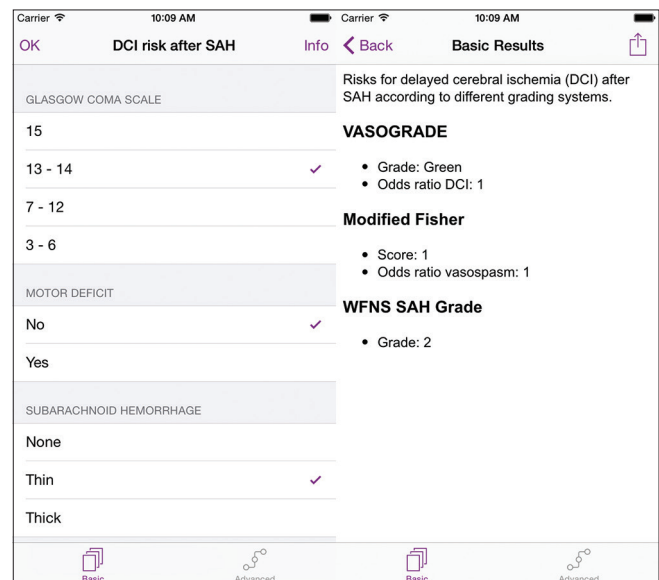 Carrier 10:09 AM
OK DCI risk after SAH Info
GLASGOW COMA SCALE
15
13 - 14
7 - 12
3 - 6
MOTOR DEFICIT
No
Yes
SUBARACHNOID HEMORRHAGE
None
Thin
Thick
Basic Advanced
Carrier 10:09 AM
Back Basic Results
Risks for delayed cerebral ischemia (DCI) after
SAH according to different grading systems.
VASOGRADE
• Grade: Green
• Odds ratio DCI: 1
Modified Fisher
• Score: 1
• Odds ratio vasospasm: 1
WFNS SAH Grade
• Grade: 2
Basic Advanced